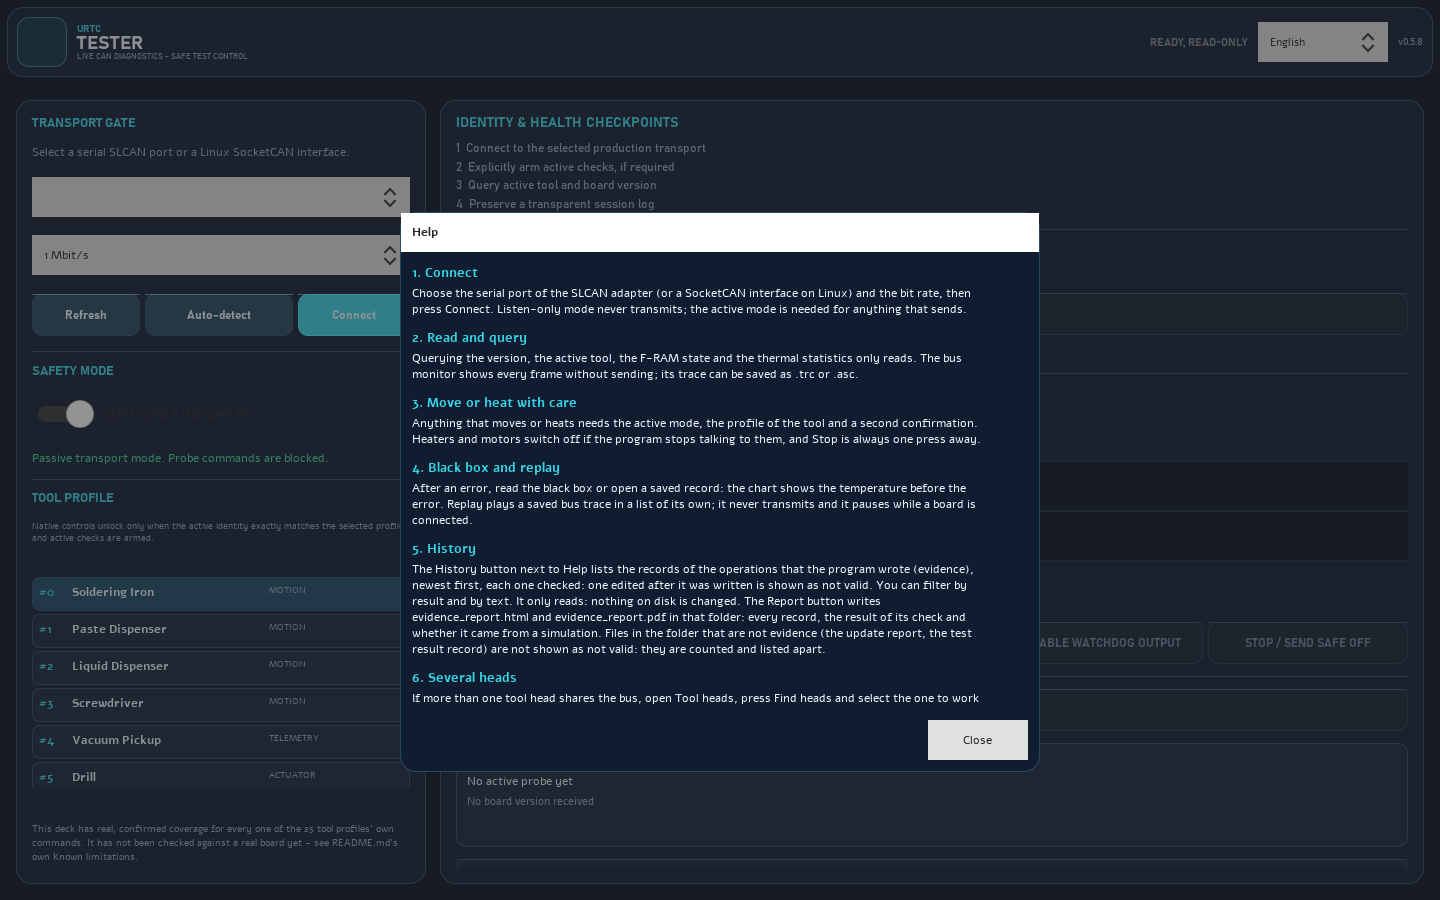 URTC
TESTER
LIVE CAN DIAGNOSTICS - SAFE TEST CONTROL
READY, READ-ONLY
English
v0.5.8
TRANSPORT GATE
Select a serial SLCAN port or a Linux SocketCAN interface.
1 Mbit/s
Refresh
Auto-detect
Connect
SAFETY MODE
LISTEN-ONLY (NO CAN TX)
Passive transport mode. Probe commands are blocked.
TOOL PROFILE
Native controls unlock only when the active identity exactly matches the selected
and active checks are armed.
#0 Soldering Iron MOTION
#1 Paste Dispenser MOTION
#2 Liquid Dispenser MOTION
#3 Screwdriver MOTION
#4 Vacuum Pickup TELEMETRY
#5 Drill ACTUATOR
This deck has real, confirmed coverage for every one of the 25 tool profiles' own
commands. It has not been checked against a real board yet - see README.md's
own Known limitations.
IDENTITY & HEALTH CHECKPOINTS
1 Connect to the selected production transport
2 Explicitly arm active checks, if required
3 Query active tool and board version
4 Preserve a transparent session log
Help
1. Connect
Choose the serial port of the SLCAN adapter (or a SocketCAN interface on Linux) and the bit rate, then
press Connect. Listen-only mode never transmits; the active mode is needed for anything that sends.
2. Read and query
Querying the version, the active tool, the F-RAM state and the thermal statistics only reads. The bus
monitor shows every frame without sending; its trace can be saved as .trc or .asc.
3. Move or heat with care
Anything that moves or heats needs the active mode, the profile of the tool and a second confirmation.
Heaters and motors switch off if the program stops talking to them, and Stop is always one press away.
4. Black box and replay
After an error, read the black box or open a saved record: the chart shows the temperature before the
error. Replay plays a saved bus trace in a list of its own; it never transmits and it pauses while a board is
connected.
5. History
The History button next to Help lists the records of the operations that the program wrote (evidence),
newest first, each one checked: one edited after it was written is shown as not valid. You can filter by
result and by text. It only reads: nothing on disk is changed. The Report button writes
evidence_report.html and evidence_report.pdf in that folder: every record, the result of its check and
whether it came from a simulation. Files in the folder that are not evidence (the update report, the test
result record) are not shown as not valid: they are counted and listed apart.
6. Several heads
If more than one tool head shares the bus, open Tool heads, press Find heads and select the one to work
Close
ABLE WATCHDOG OUTPUT
STOP / SEND SAFE OFF
No active probe yet
No board version received